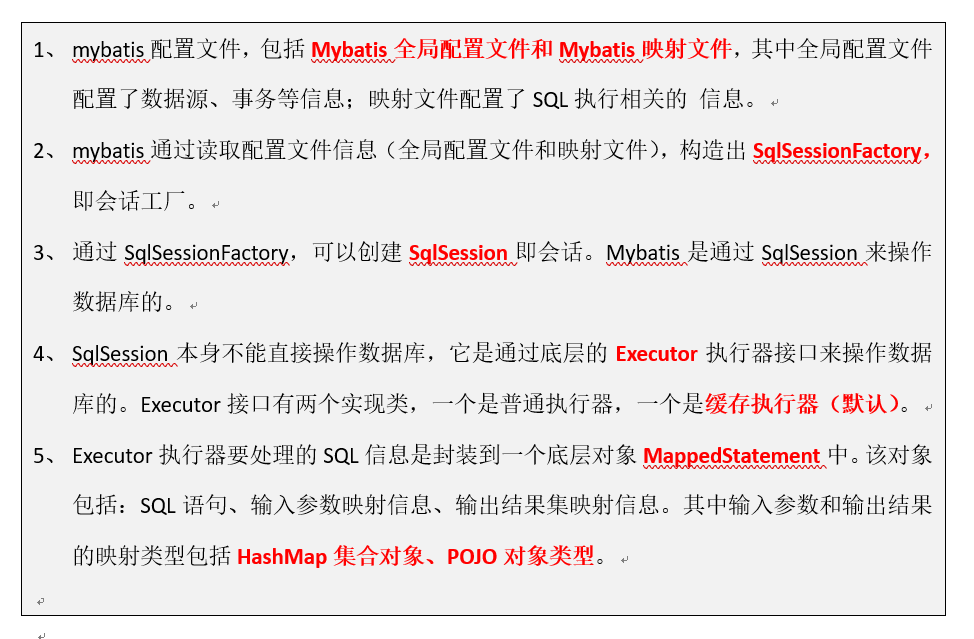 1、 mybatis 配置文件，包括 Mybatis 全局配置文件和 Mybatis 映射文件，其中全局配置文件
配置了数据源、事务等信息；映射文件配置了 SQL 执行相关的 信息。
2、 mybatis 通过读取配置文件信息（全局配置文件和映射文件），构造出 SqlSessionFactory，
即会话工厂。
3、 通过 SqlSessionFactory，可以创建 SqlSession 即会话。Mybatis 是通过 SqlSession 来操作
数据库的。
4、 SqlSession 本身不能直接操作数据库，它是通过底层的 Executor 执行器接口来操作数据
库的。Executor 接口有两个实现类，一个是普通执行器，一个是缓存执行器（默认）。
5、 Executor 执行器要处理的 SQL 信息是封装到一个底层对象 MappedStatement 中。该对象
包括：SQL 语句、输入参数映射信息、输出结果集映射信息。其中输入参数和输出结果
的映射类型包括 HashMap 集合对象、POJO 对象类型。